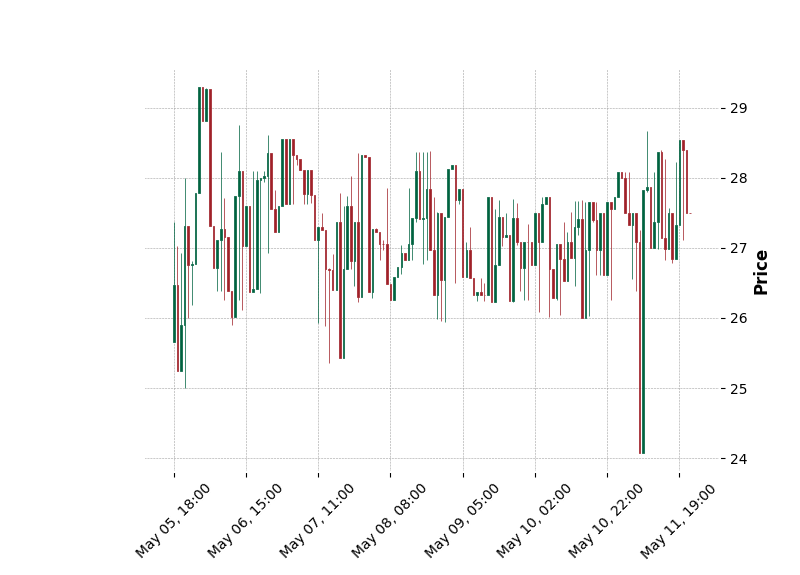 29
28
27
26
25
24
Price
May 05, 18:00
May 06, 15:00
May 07, 11:00
May 08, 08:00
May 09, 05:00
May 10, 02:00
May 10, 22:00
May 11, 19:00